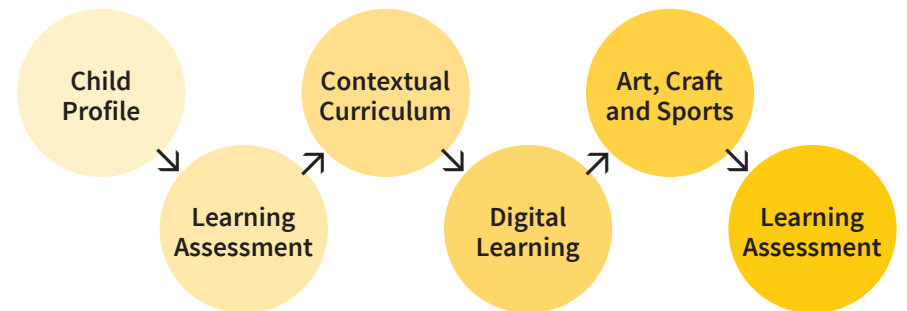 Child
Profile
Learning
Assessment
Contextual
Curriculum
Digital
Learning
Art, Craft
and Sports
Learning
Assessment